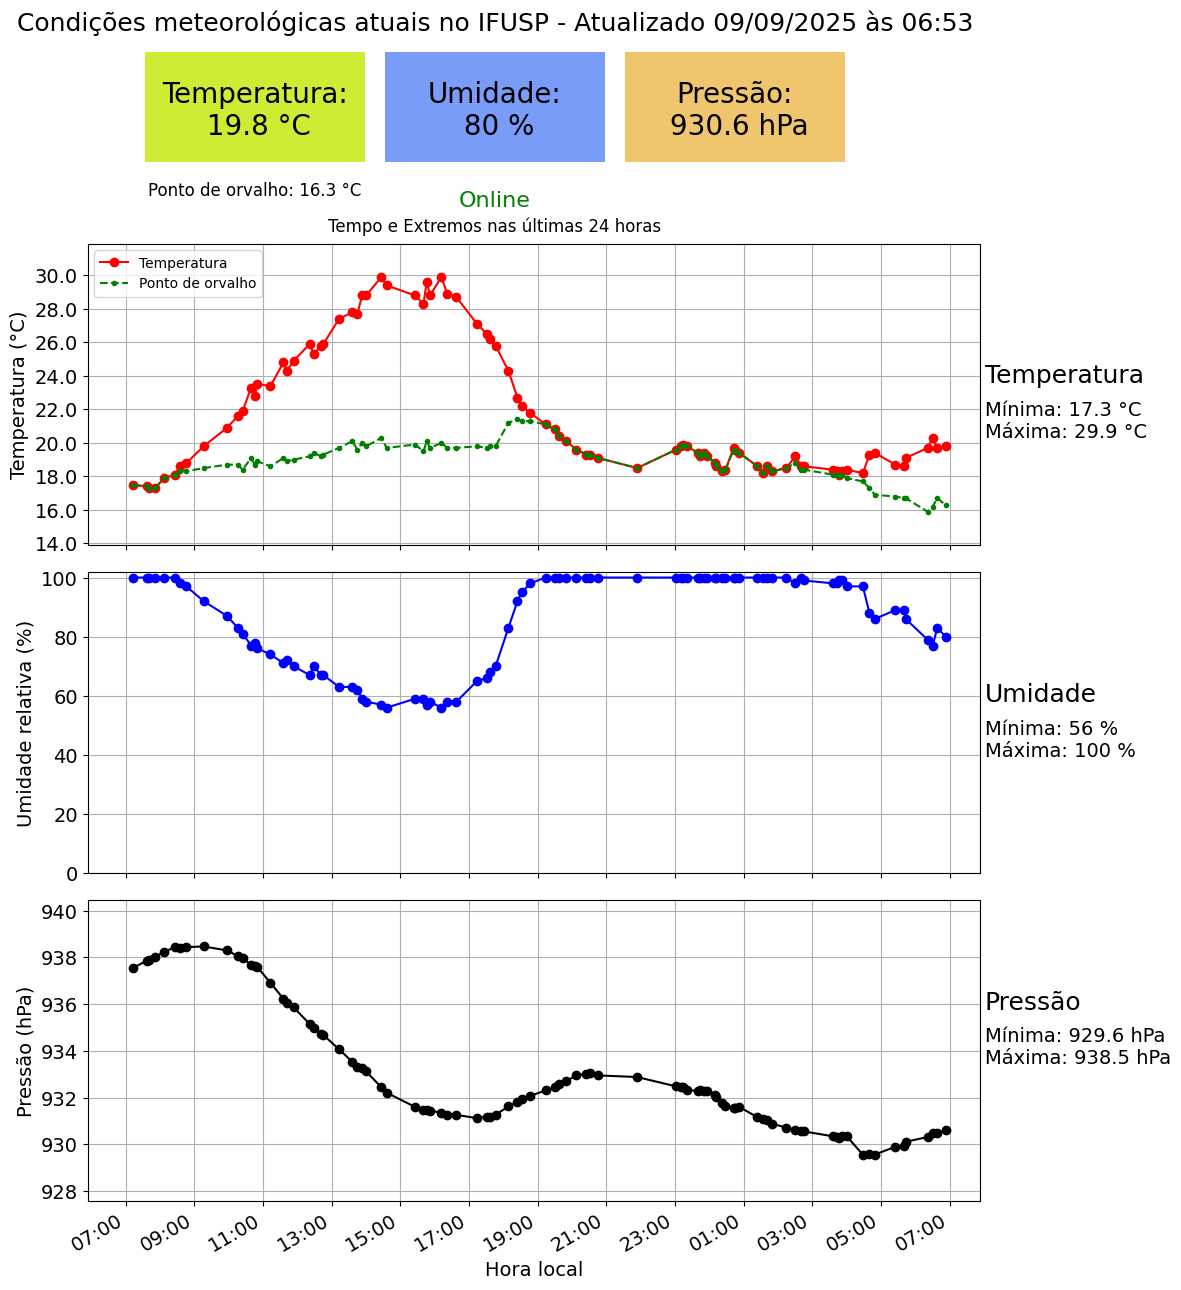 Condições meteorológicas atuais no IFUSP - Atualizado 09/09/2025 às 06:53
Temperatura:
19.8 °C
Umidade:
80 %
Pressão:
930.6 hPa
Ponto de orvalho: 16.3 °C
Online
Tempo e Extremos nas últimas 24 horas
Temperatura
Ponto de orvalho
Temperatura (°C)
30.0
28.0
26.0
24.0
22.0
20.0
18.0
16.0
14.0
Temperatura
Mínima: 17.3 °C
Máxima: 29.9 °C
Umidade relativa (%)
100
80
60
40
20
0
Umidade
Mínima: 56 %
Máxima: 100 %
Pressão (hPa)
940
938
936
934
932
930
928
Pressão
Mínima: 929.6 hPa
Máxima: 938.5 hPa
07:00
09:00
11:00
13:00
15:00
17:00
19:00
21:00
23:00
01:00
03:00
05:00
07:00
Hora local